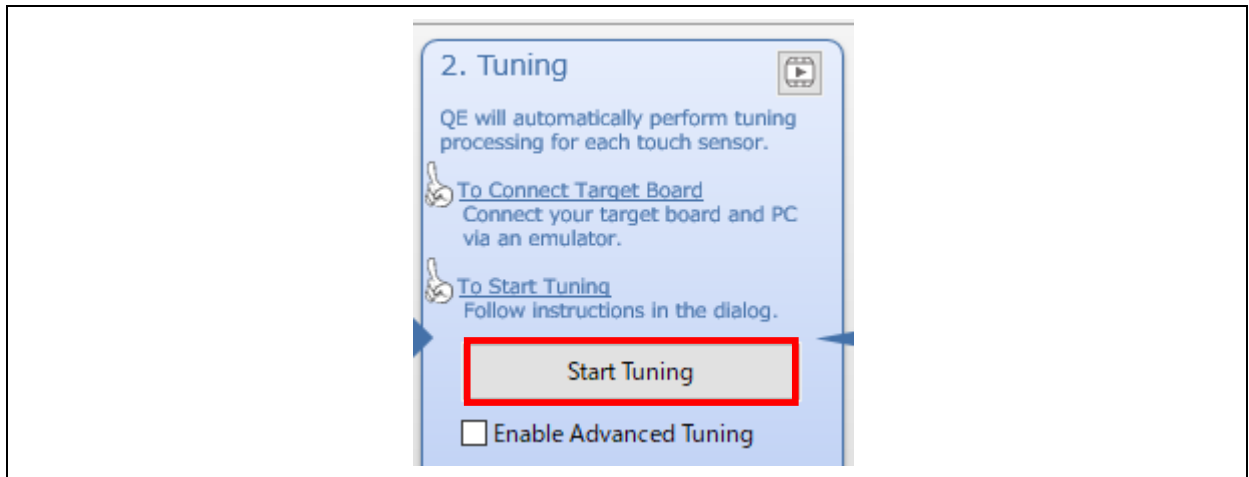 2. Tuning
QE will automatically perform tuning
processing for each touch sensor.
To Connect Target Board
Connect your target board and PC
via an emulator.
To Start Tuning
Follow instructions in the dialog.
Start Tuning
Enable Advanced Tuning